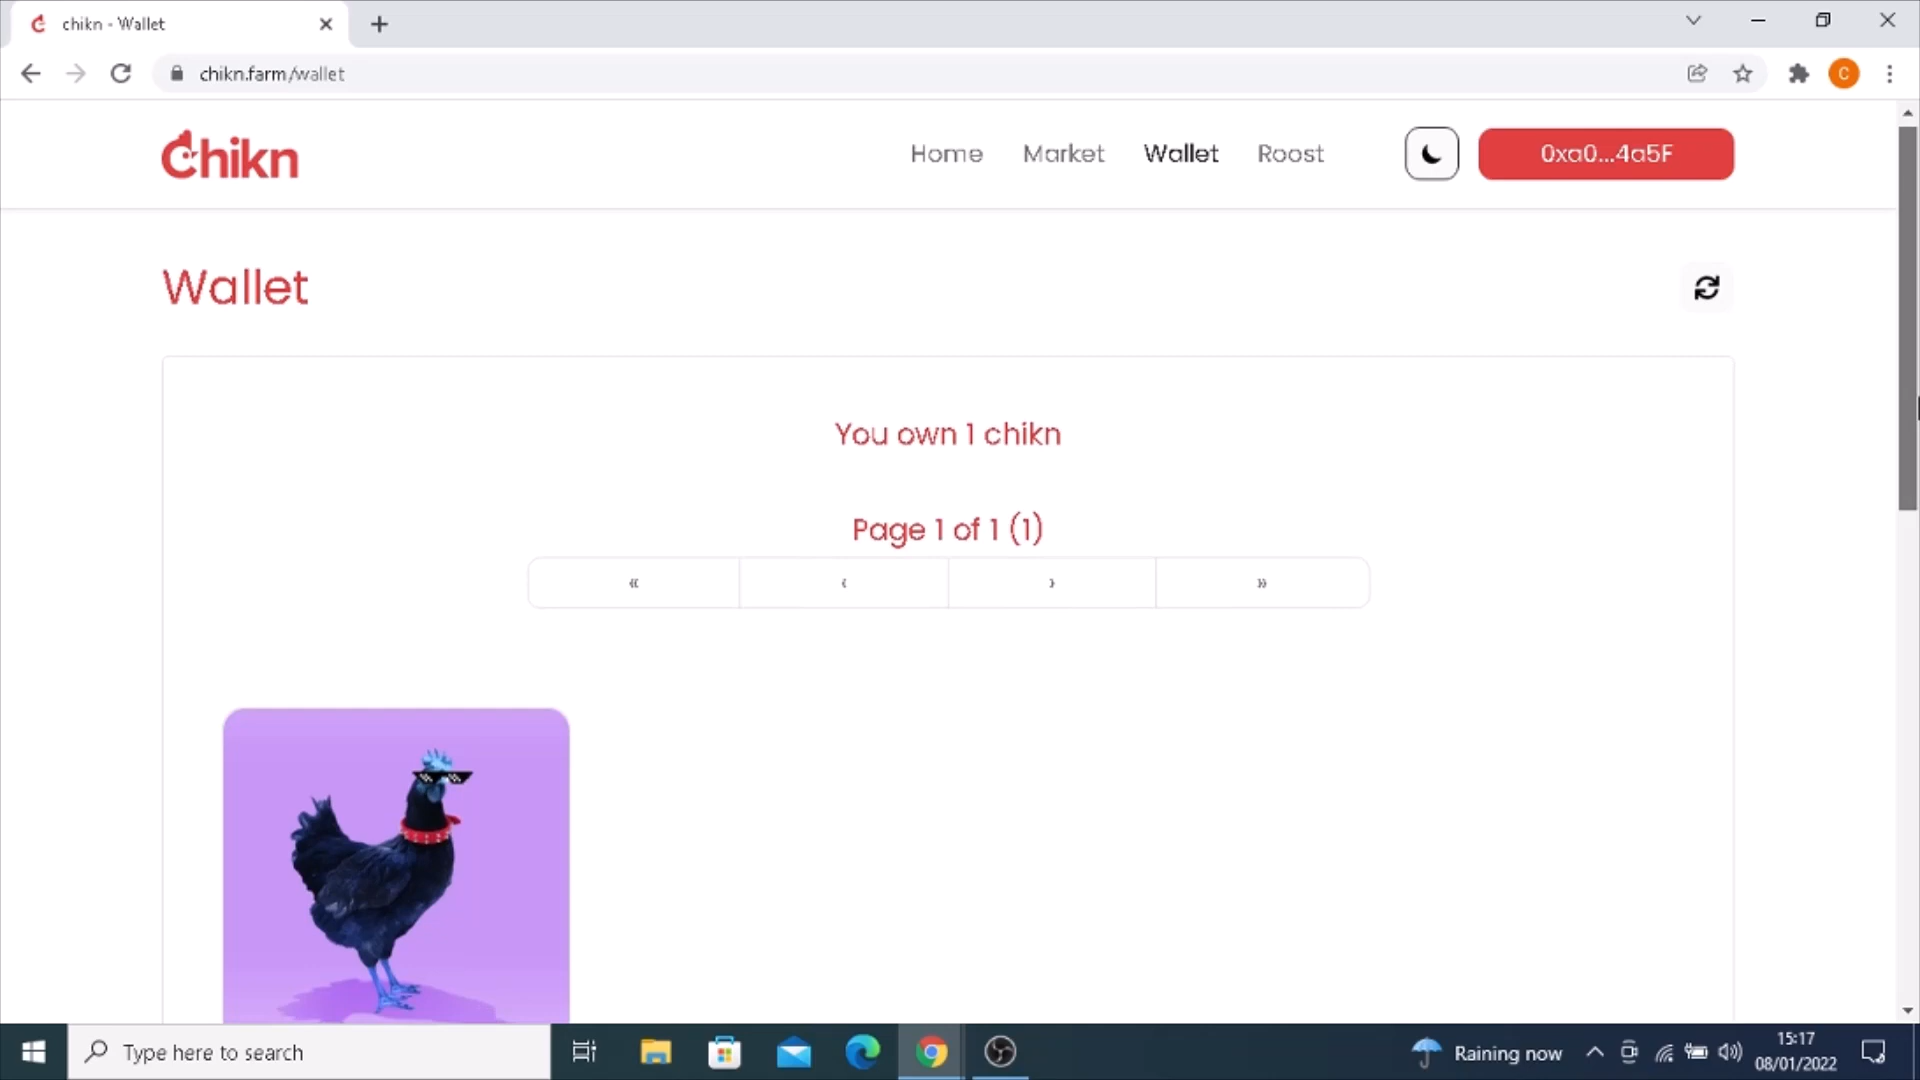 chikn - Wallet
chikn.farm/wallet
C
Chikn
Home Market Wallet Roost 0xa0...4a5F
Wallet
You own 1 chikn
Page 1 of 1 (1)
« ‹ › »
Type here to search
Raining now
15:17
08/01/2022